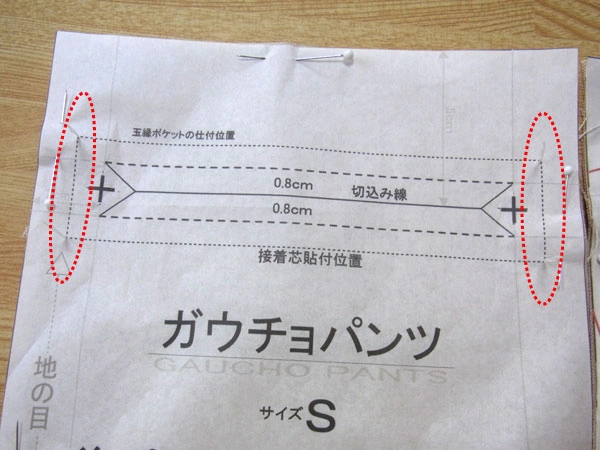 玉縁ポケットの仕付位置
0.8cm 切込み線
0.8cm
接着芯貼付位置
ガウチョパンツ
GAUCHO PANTS
サイズ S
地の目